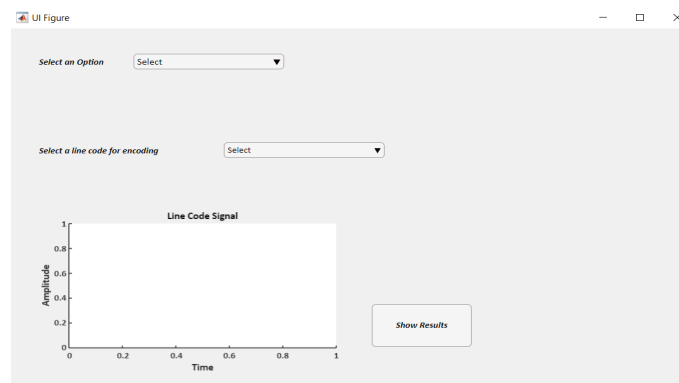 UI Figure
Select an Option Select
Select a line code for encoding Select
Line Code Signal
1
0.8
0.6
0.4
0.2
0
Amplitude
0 0.2 0.4 0.6 0.8 1
Time
Show Results